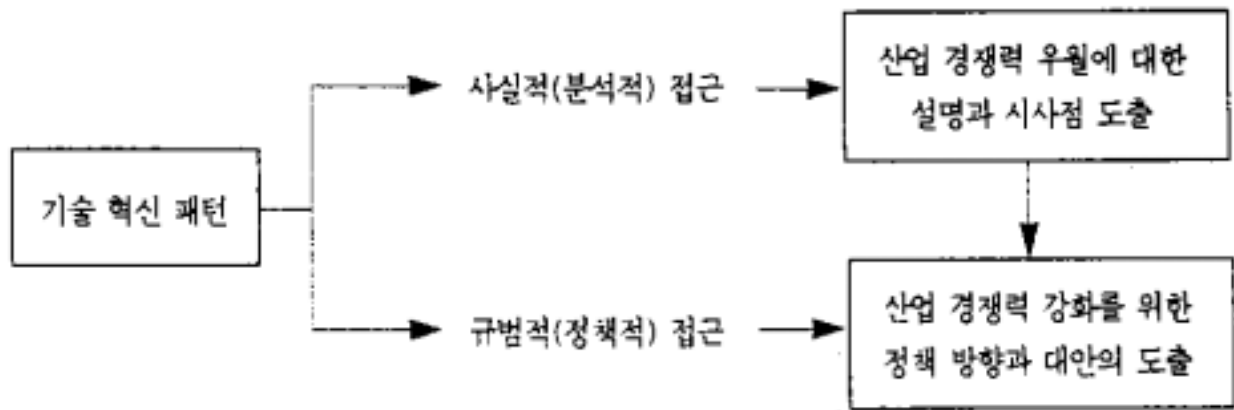 사실적(분석적) 접근
산업 경쟁력 우월에 대한
설명과 시사점 도출
기술 혁신 패턴
규범적(정책적) 접근
산업 경쟁력 강화를 위한
정책 방향과 대안의 도출